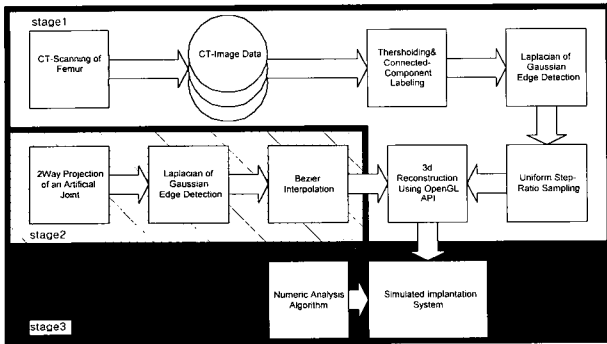 stage1
CT-Scanning of
Femur
CT-Image Data
Thersholding&
Connected-
Component
Labeling
Laplacian of
Gaussian
Edge Detection
2Way Projection
of an Artificial
Joint
Laplacian of
Gaussian
Edge Detection
Bezier
Interpolation
3d
Reconstruction
Using OpenGL
API
Uniform Step-
Ratio Sampling
stage2
Numeric Analysis
Algorithm
Simulated implantation
System
stage3